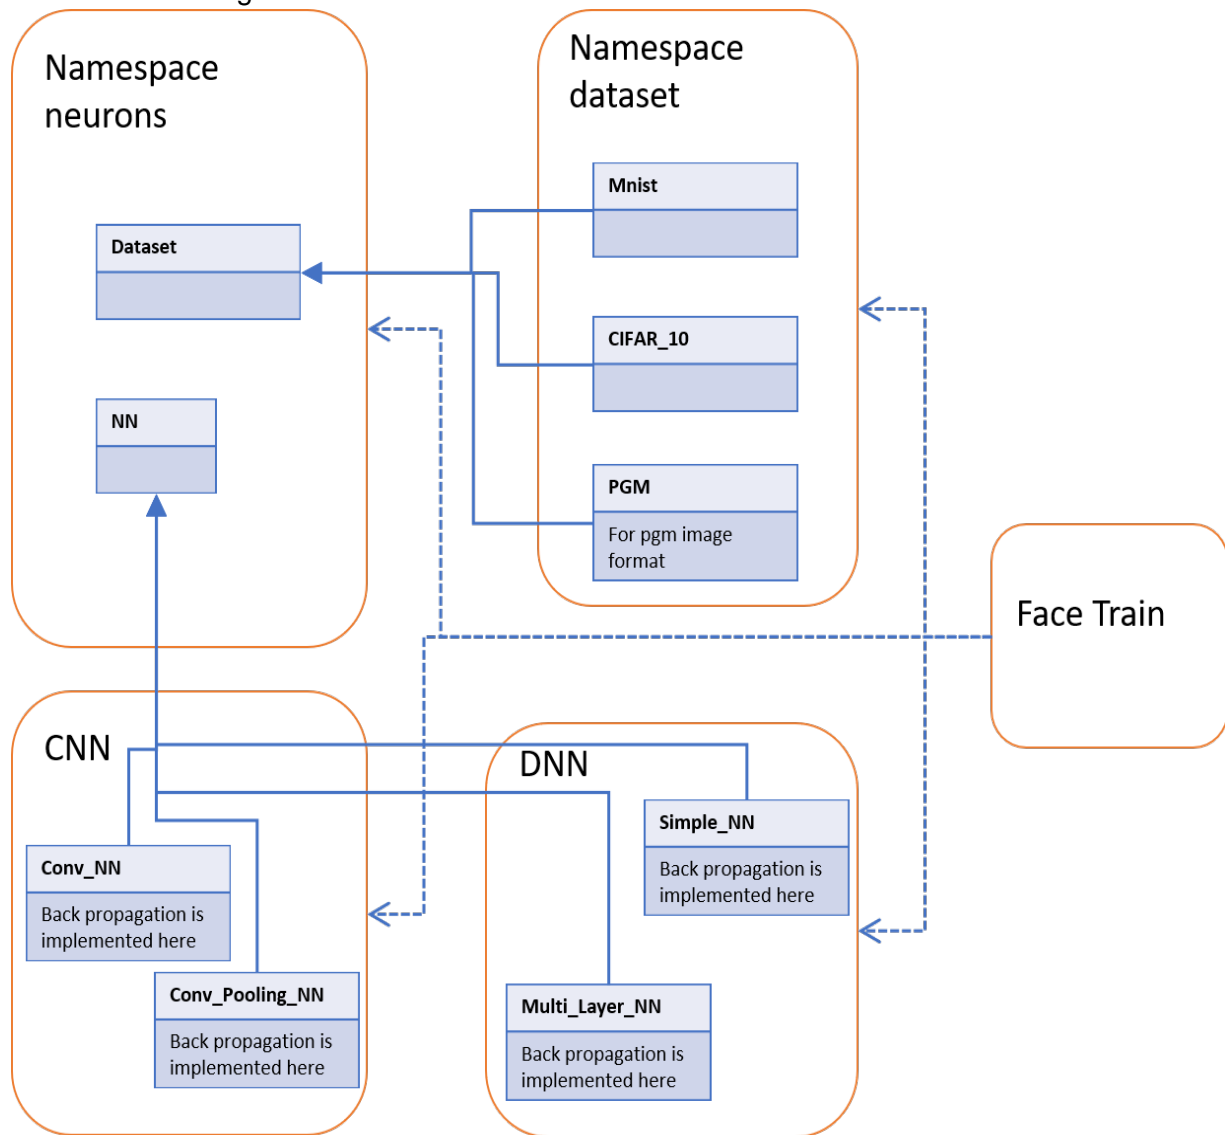 Namespace
neurons
Dataset
NN
Namespace
dataset
Mnist
CIFAR_10
PGM
For pgm image
format
Face Train
CNN
Conv_NN
Back propagation is
implemented here
Conv_Pooling_NN
Back propagation is
implemented here
DNN
Simple_NN
Back propagation is
implemented here
Multi_Layer_NN
Back propagation is
implemented here